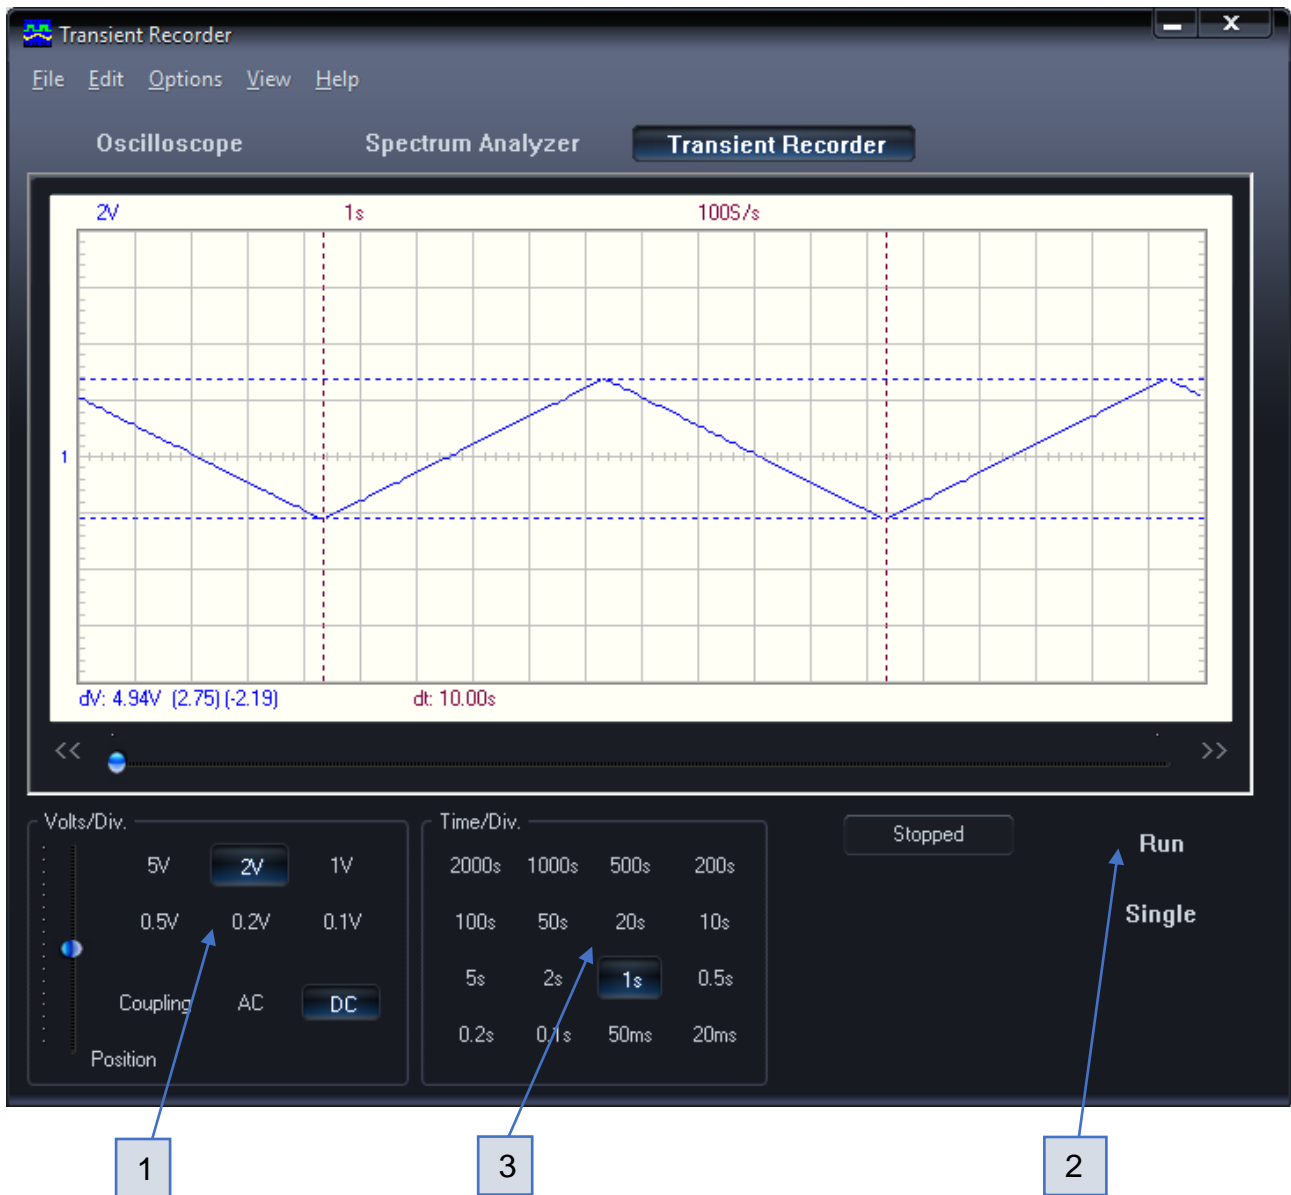 Transient Recorder
File Edit Options View Help
Oscilloscope Spectrum Analyzer Transient Recorder
2V 1s 100S/s
1
dV: 4.94V (2.75) (-2.19) dt: 10.00s
<< >>
Volts/Div.
5V 2V 1V
0.5V 0.2V 0.1V
Coupling AC DC
Position
Time/Div.
2000s 1000s 500s 200s
100s 50s 20s 10s
5s 2s 1s 0.5s
0.2s 0.1s 50ms 20ms
Stopped
Run
Single
1 3 2